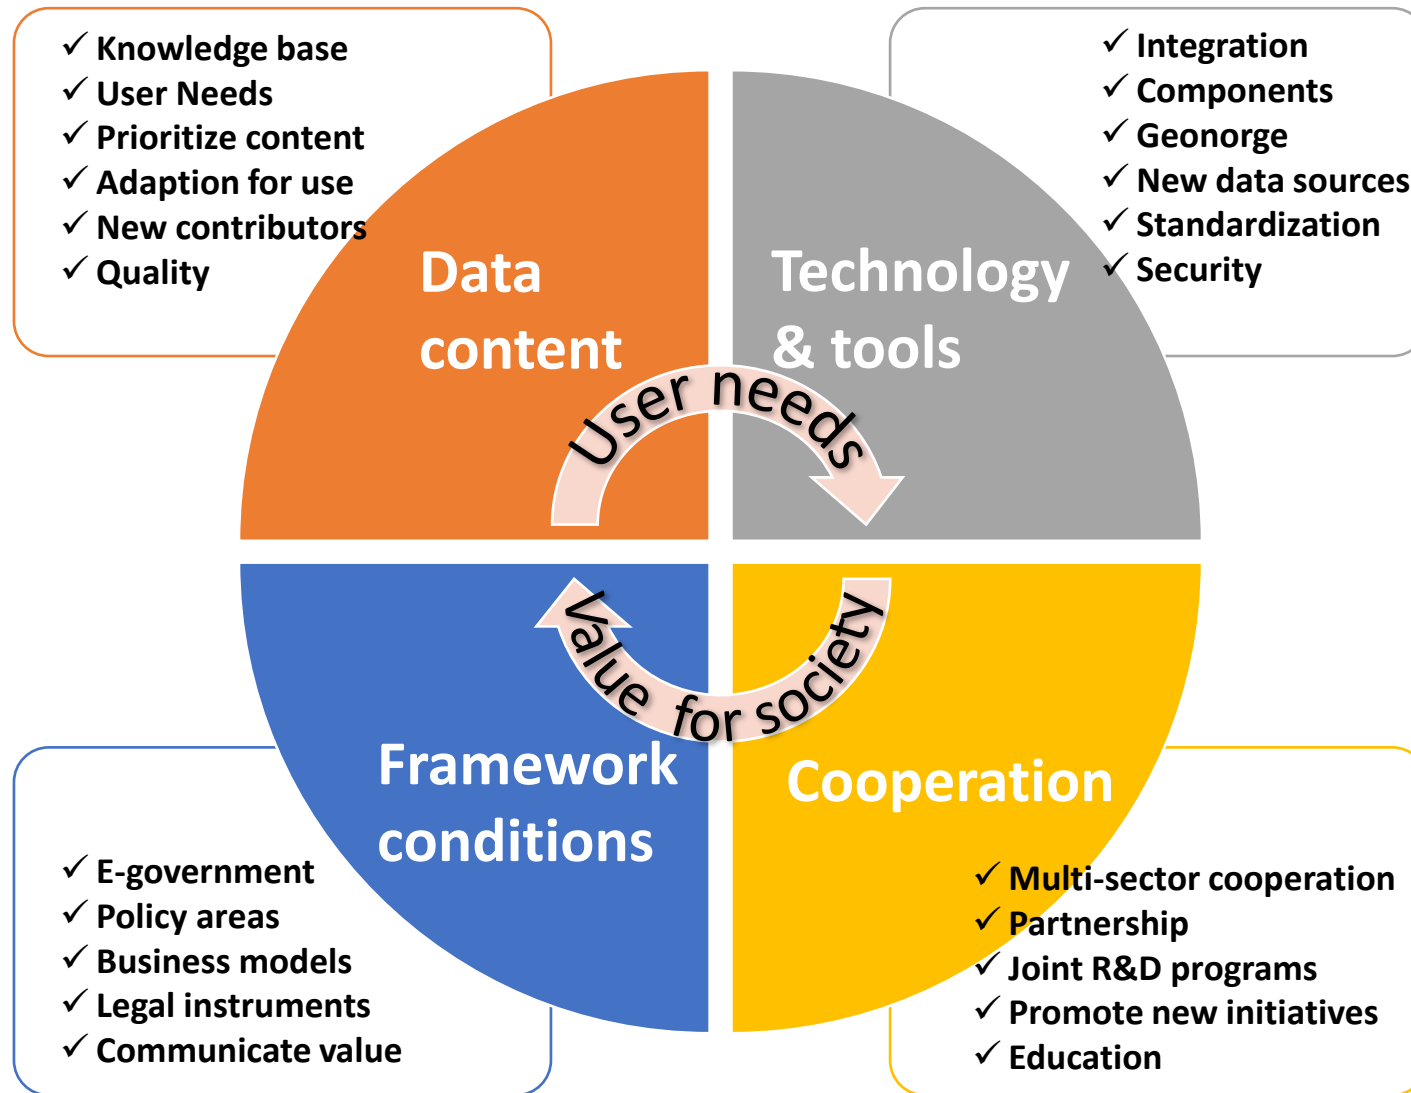 ✓ Knowledge base
✓ User Needs
✓ Prioritize content
✓ Adaption for use
✓ New contributors
✓ Quality
✓ Integration
✓ Components
✓ Geonorge
✓ New data sources
✓ Standardization
✓ Security
Data
content
Technology
& tools
User needs
Value for society
Framework
conditions
Cooperation
✓ E-government
✓ Policy areas
✓ Business models
✓ Legal instruments
✓ Communicate value
✓ Multi-sector cooperation
✓ Partnership
✓ Joint R&D programs
✓ Promote new initiatives
✓ Education